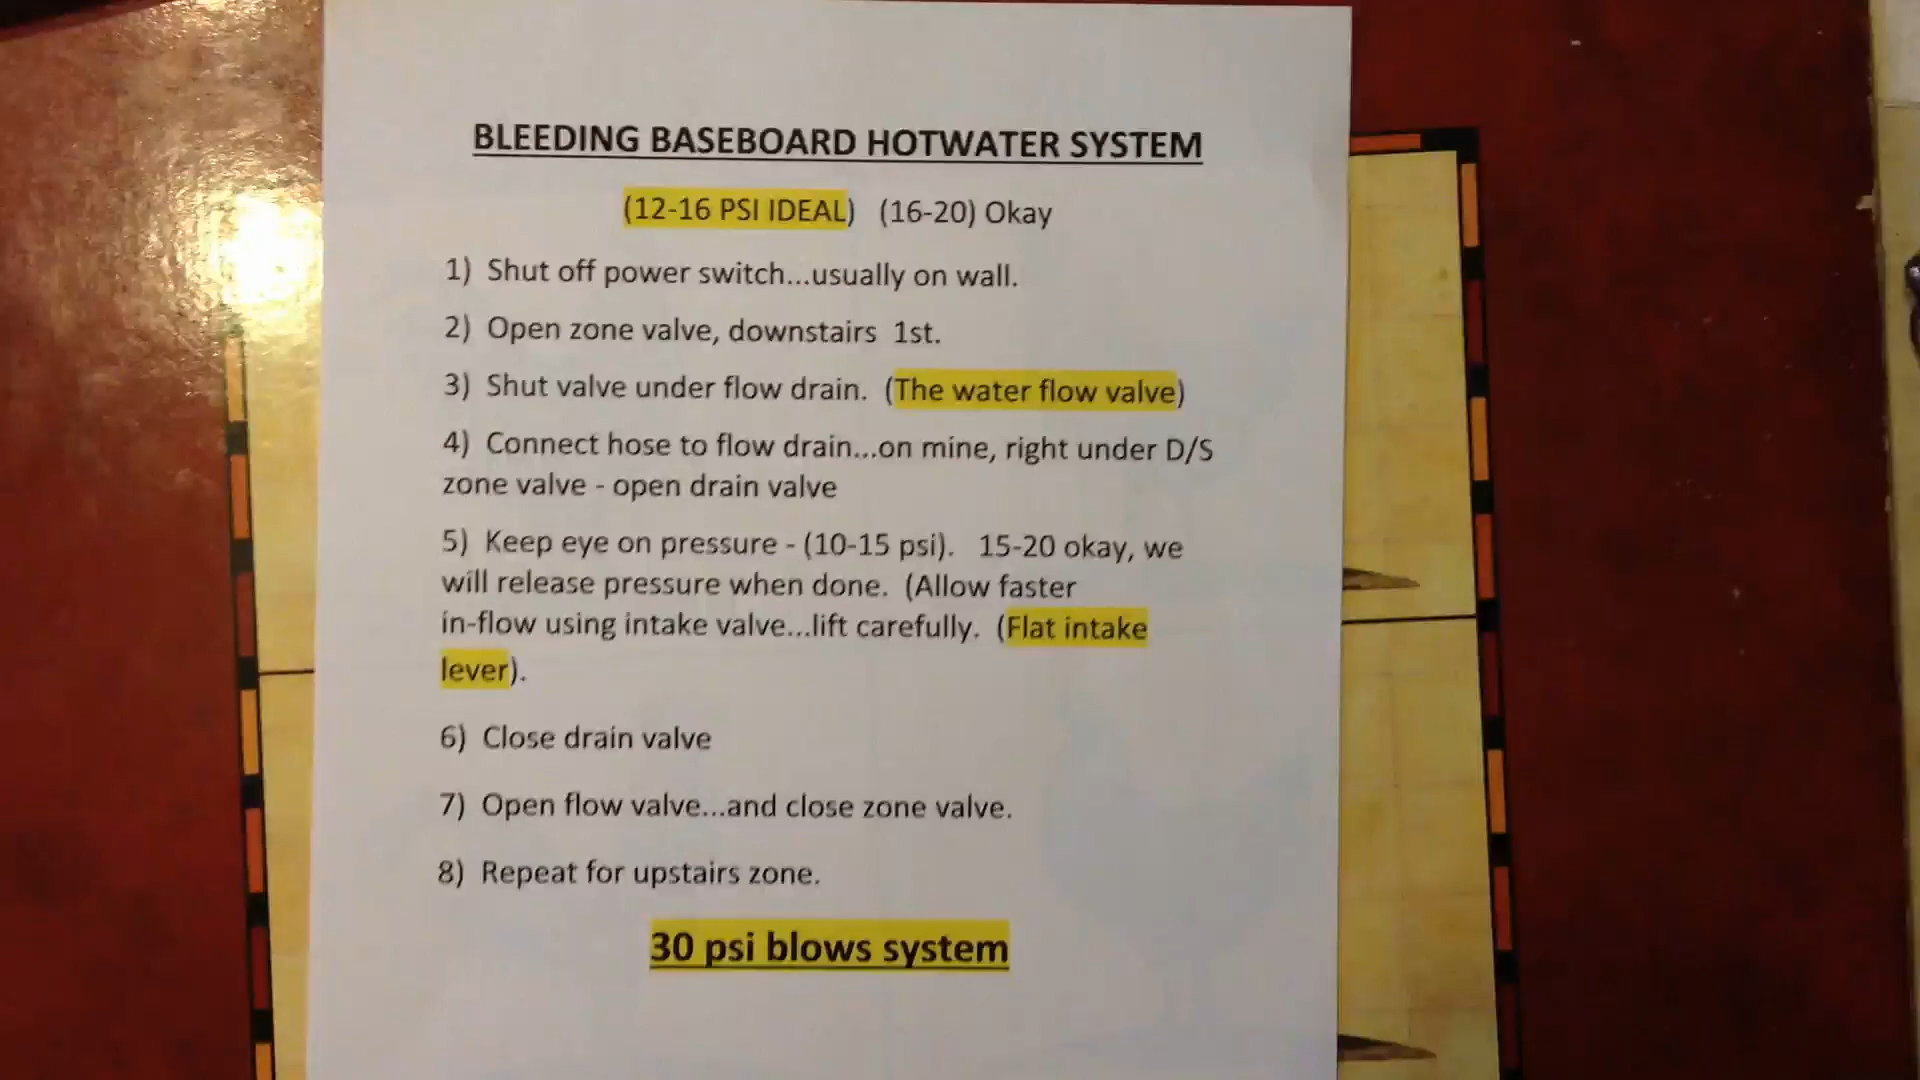 BLEEDING BASEBOARD HOTWATER SYSTEM
(12-16 PSI IDEAL) (16-20) Okay
1) Shut off power switch...usually on wall.
2) Open zone valve, downstairs 1st.
3) Shut valve under flow drain. (The water flow valve)
4) Connect hose to flow drain...on mine, right under D/S
zone valve - open drain valve
5) Keep eye on pressure - (10-15 psi). 15-20 okay, we
will release pressure when done. (Allow faster
in-flow using intake valve...lift carefully. (Flat intake
lever).
6) Close drain valve
7) Open flow valve...and close zone valve.
8) Repeat for upstairs zone.
30 psi blows system